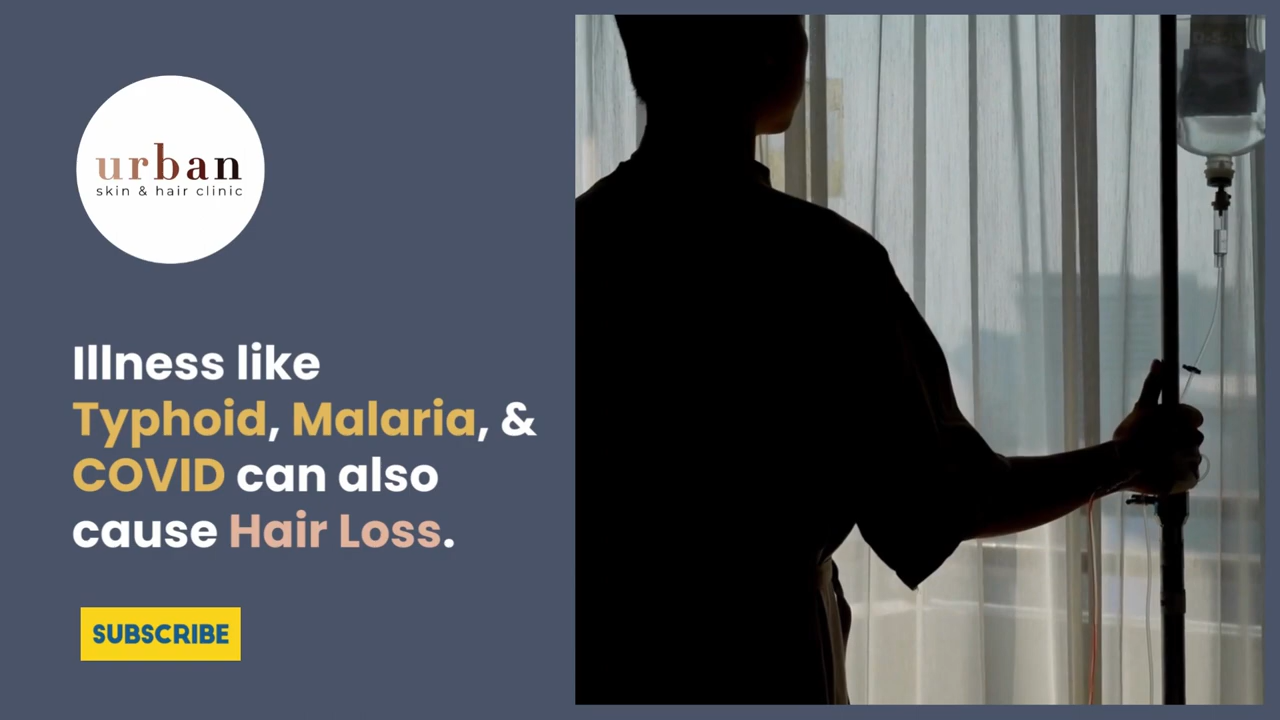 urban
skin & hair clinic
Illness like
Typhoid, Malaria, &
COVID can also
cause Hair Loss.
SUBSCRIBE